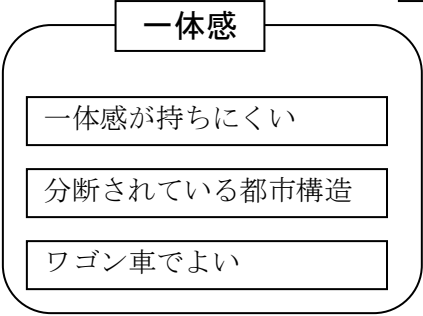 一体感
一体感が持ちにくい
分断されている都市構造
ワゴン車でよい